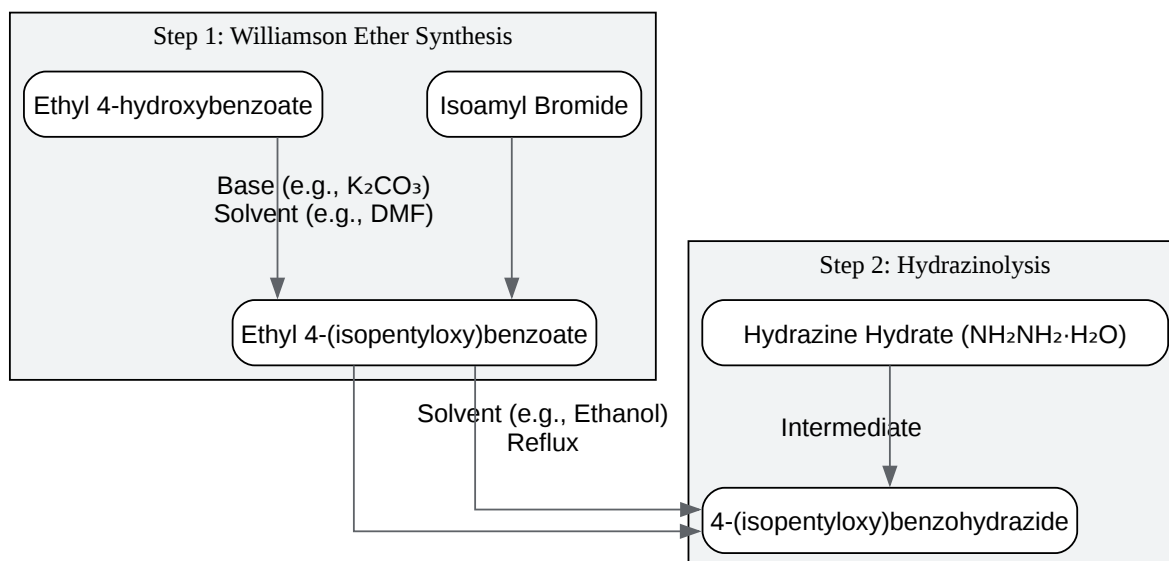 Step 1: Williamson Ether Synthesis
Ethyl 4-hydroxybenzoate
Isoamyl Bromide
Base (e.g., K₂CO₃)
Solvent (e.g., DMF)
Ethyl 4-(isopentyloxy)benzoate
Step 2: Hydrazinolysis
Hydrazine Hydrate (NH₂NH₂·H₂O)
Solvent (e.g., Ethanol)
Reflux
Intermediate
4-(isopentyloxy)benzohydrazide